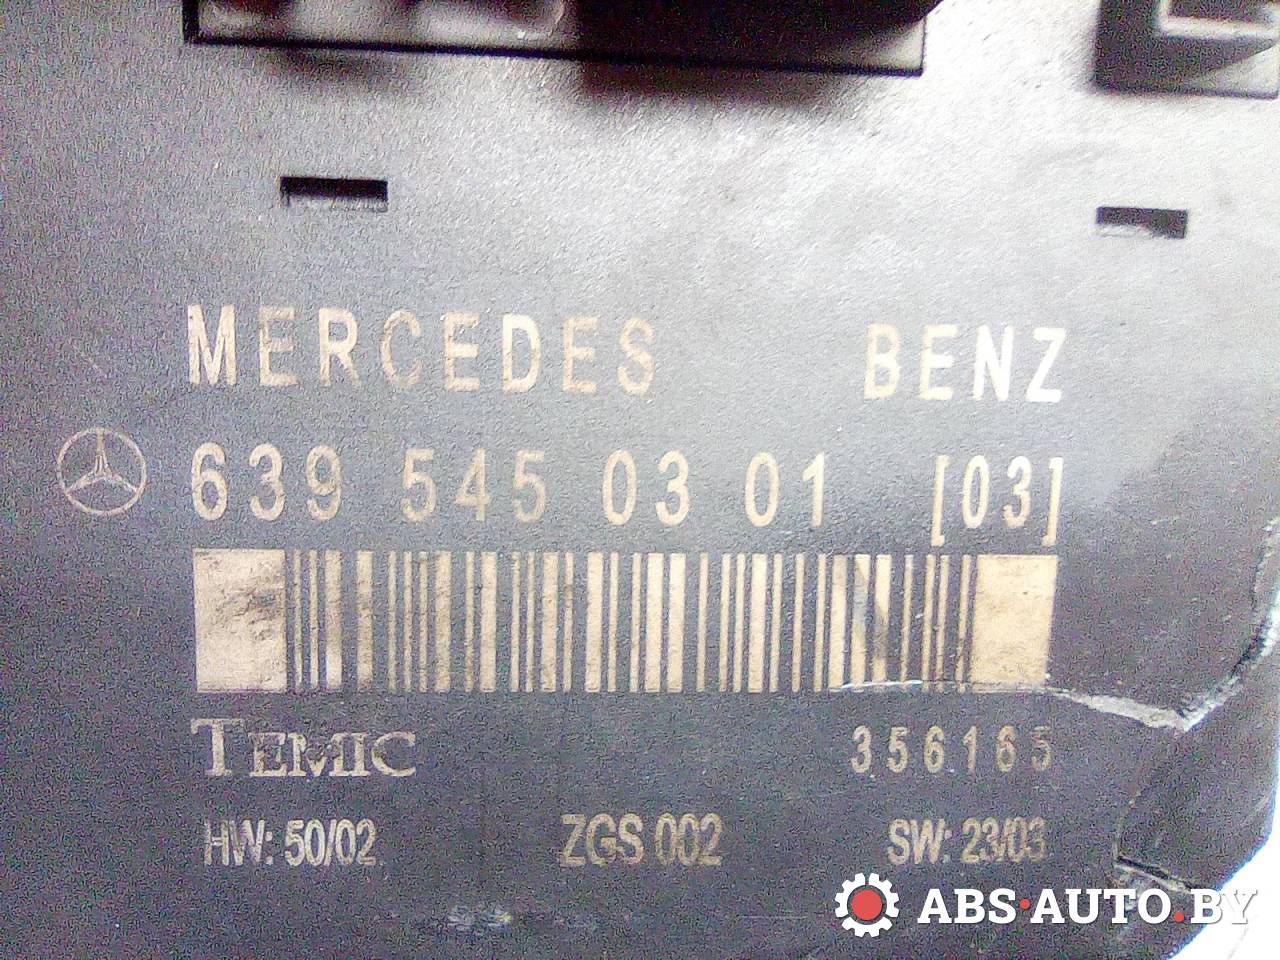 MERCEDES BENZ
639 545 03 01 [03]
TEMIC 356165
HW: 50/02 ZGS 002 SW: 23/03
ABS·AUTO.BY